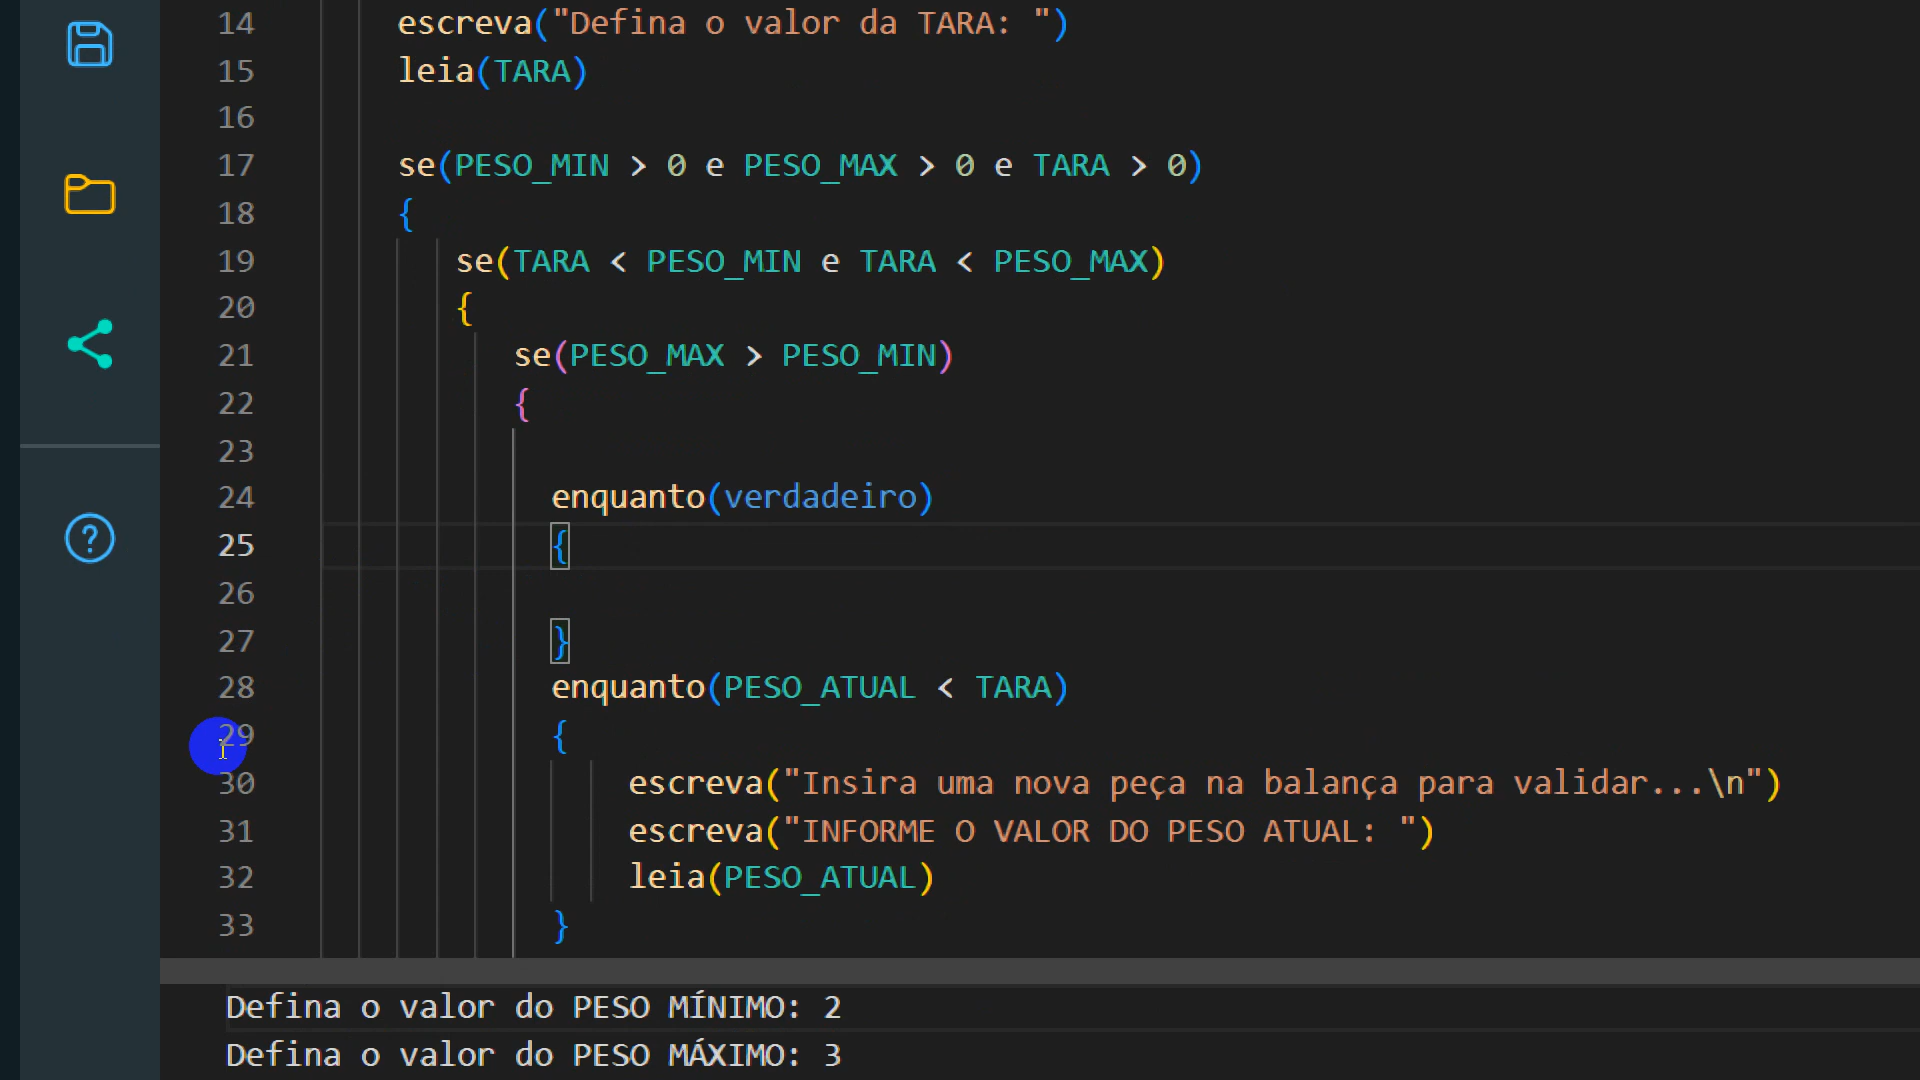 14 escreva("Defina o valor da TARA: ")
15 leia(TARA)
16
17 se(PESO_MIN > 0 e PESO_MAX > 0 e TARA > 0)
18 {
19 se(TARA < PESO_MIN e TARA < PESO_MAX)
20 {
21 se(PESO_MAX > PESO_MIN)
22 {
23
24 enquanto(verdadeiro)
25 {
26
27 }
28 enquanto(PESO_ATUAL < TARA)
29 {
30 escreva("Insira uma nova peça na balança para validar...\n")
31 escreva("INFORME O VALOR DO PESO ATUAL: ")
32 leia(PESO_ATUAL)
33 }
Defina o valor do PESO MÍNIMO: 2
Defina o valor do PESO MÁXIMO: 3